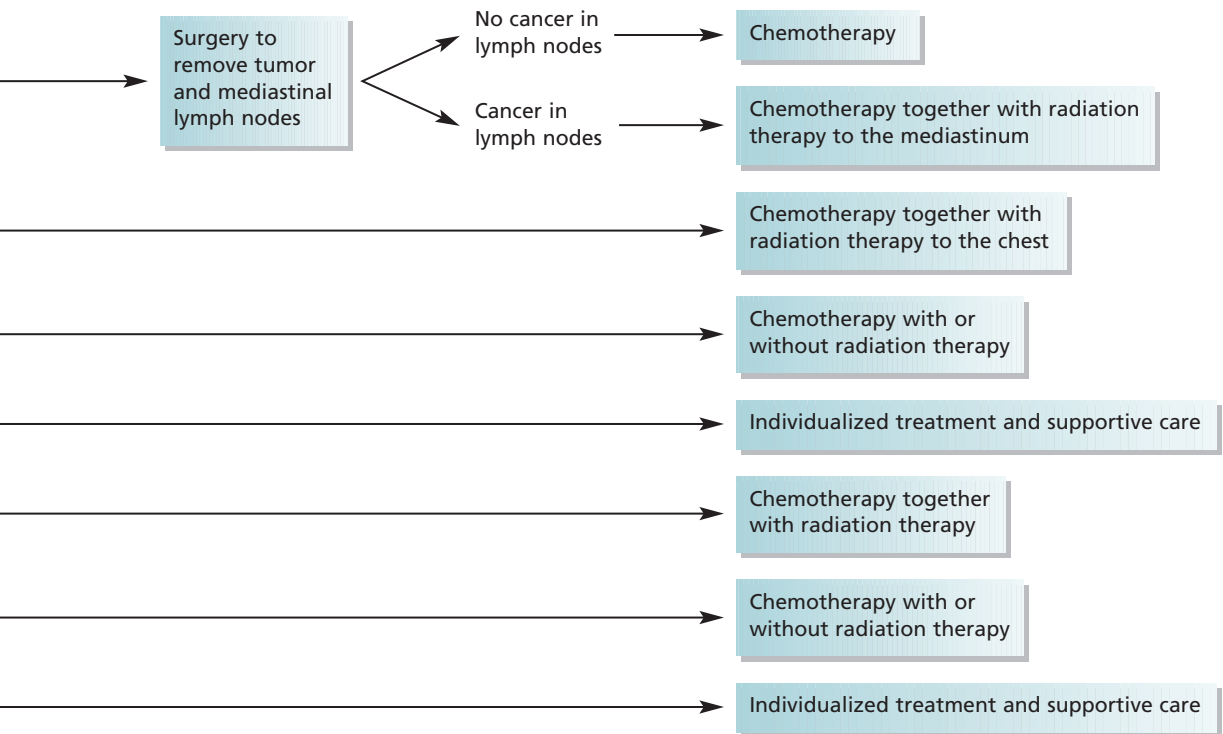 Surgery to
remove tumor
and mediastinal
lymph nodes
No cancer in
lymph nodes
Chemotherapy
Cancer in
lymph nodes
Chemotherapy together with radiation
therapy to the mediastinum
Chemotherapy together with
radiation therapy to the chest
Chemotherapy with or
without radiation therapy
Individualized treatment and supportive care
Chemotherapy together
with radiation therapy
Chemotherapy with or
without radiation therapy
Individualized treatment and supportive care